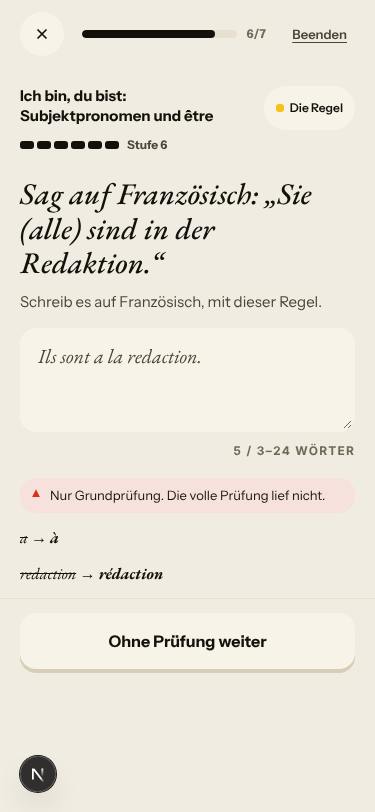 ×
6/7
Beenden
Ich bin, du bist:
Subjektpronomen und être
Die Regel
Stufe 6
Sag auf Französisch: „Sie
(alle) sind in der
Redaktion.“
Schreib es auf Französisch, mit dieser Regel.
Ils sont a la redaction.
5 / 3–24 WÖRTER
Nur Grundprüfung. Die volle Prüfung lief nicht.
a → à
redaction → rédaction
Ohne Prüfung weiter
N